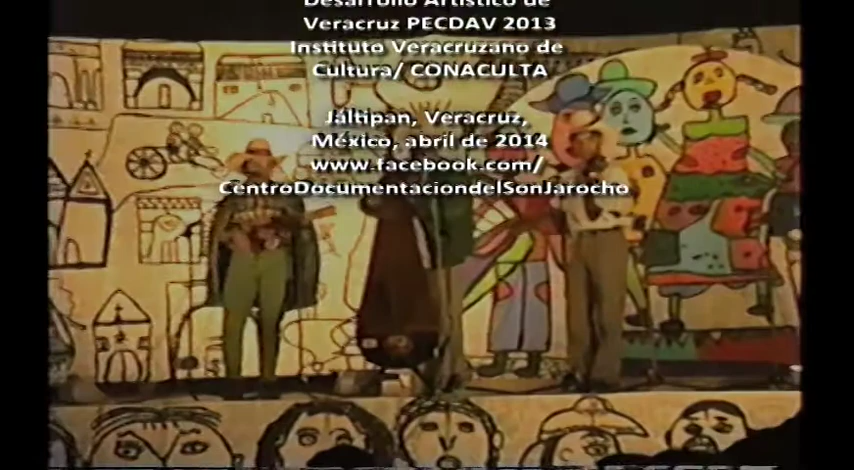 Desarrollo Artístico de
Veracruz PECDAV 2013
Instituto Veracruzano de
Cultura/ CONACULTA
Jáltipan, Veracruz,
México, abril de 2014
www.facebook.com/
CentroDocumentaciondelSonJarocho